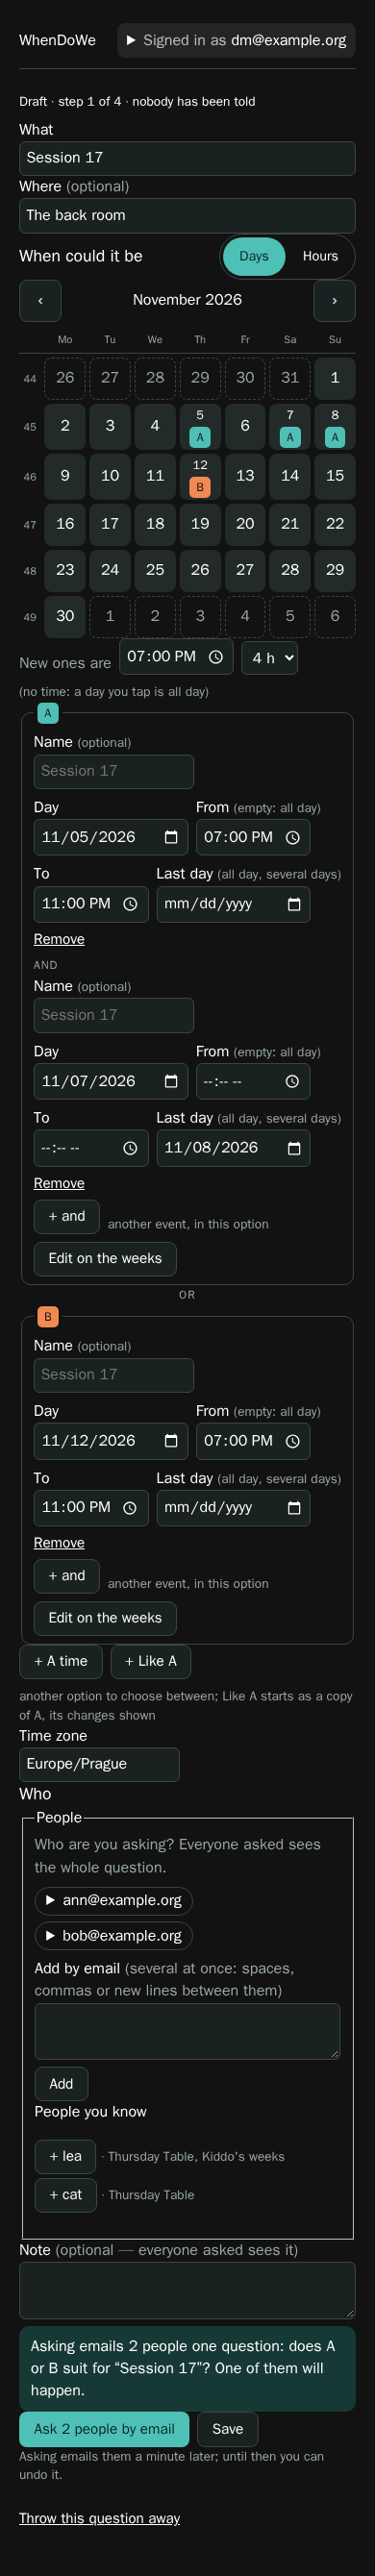 WhenDoWe
▶ Signed in as dm@example.org
Draft · step 1 of 4 · nobody has been told
What
Session 17
Where (optional)
The back room
When could it be
Days Hours
‹ November 2026 ›
Mo Tu We Th Fr Sa Su
44 26 27 28 29 30 31 1
45 2 3 4 5 A 6 7 A 8 A
46 9 10 11 12 B 13 14 15
47 16 17 18 19 20 21 22
48 23 24 25 26 27 28 29
49 30 1 2 3 4 5 6
New ones are 07:00 PM 4 h
(no time: a day you tap is all day)
A
Name (optional)
Session 17
Day From (empty: all day)
11/05/2026 07:00 PM
To Last day (all day, several days)
11:00 PM mm/dd/yyyy
Remove
AND
Name (optional)
Session 17
Day From (empty: all day)
11/07/2026 --:-- --
To Last day (all day, several days)
--:-- -- 11/08/2026
Remove
+ and another event, in this option
Edit on the weeks
OR
B
Name (optional)
Session 17
Day From (empty: all day)
11/12/2026 07:00 PM
To Last day (all day, several days)
11:00 PM mm/dd/yyyy
Remove
+ and another event, in this option
Edit on the weeks
+ A time + Like A
another option to choose between; Like A starts as a copy
of A, its changes shown
Time zone
Europe/Prague
Who
People
Who are you asking? Everyone asked sees
the whole question.
▶ ann@example.org
▶ bob@example.org
Add by email (several at once: spaces,
commas or new lines between them)
Add
People you know
+ lea · Thursday Table, Kiddo's weeks
+ cat · Thursday Table
Note (optional — everyone asked sees it)
Asking emails 2 people one question: does A
or B suit for “Session 17”? One of them will
happen.
Ask 2 people by email Save
Asking emails them a minute later; until then you can
undo it.
Throw this question away